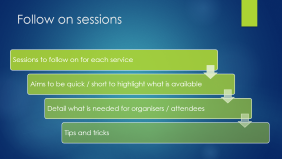 Follow on sessions
Sessions to follow on for each service
Aims to be quick / short to highlight what is available
Detail what is needed for organisers / attendees
Tips and tricks